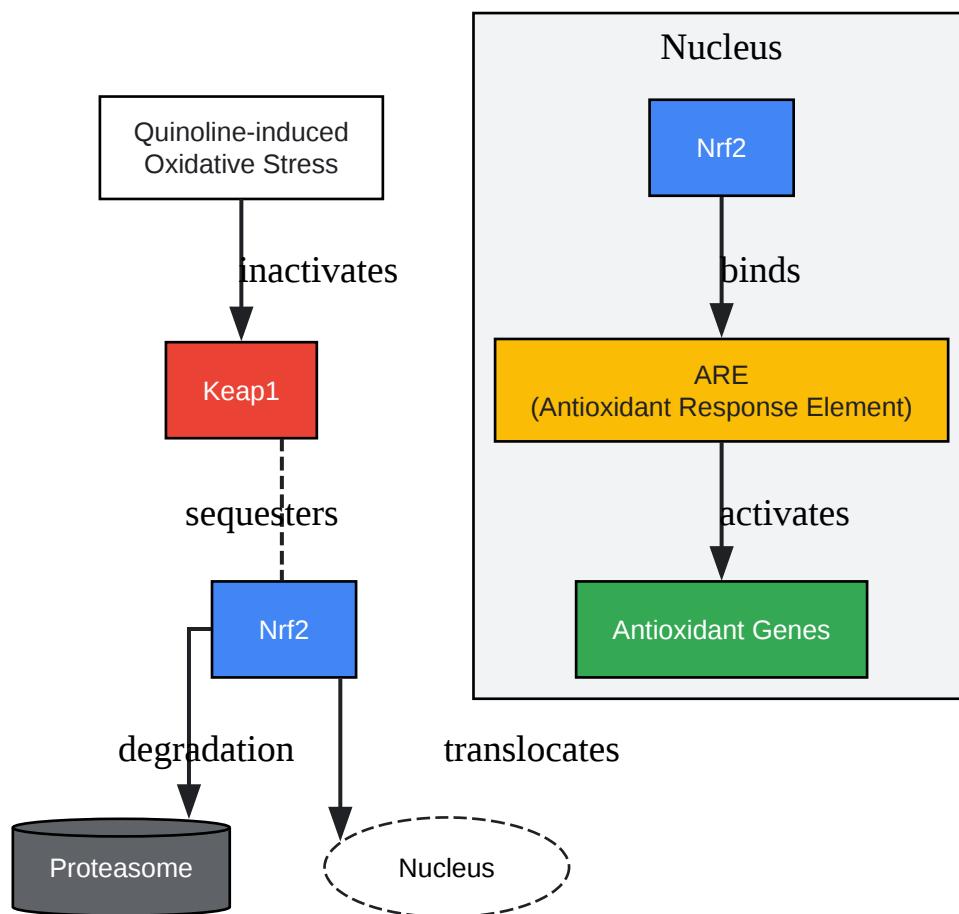 Quinoline-induced
Oxidative Stress
inactivates
Keap1
sequesters
Nrf2
degradation
translocates
Proteasome
Nucleus
Nucleus
Nrf2
binds
ARE
(Antioxidant Response Element)
activates
Antioxidant Genes